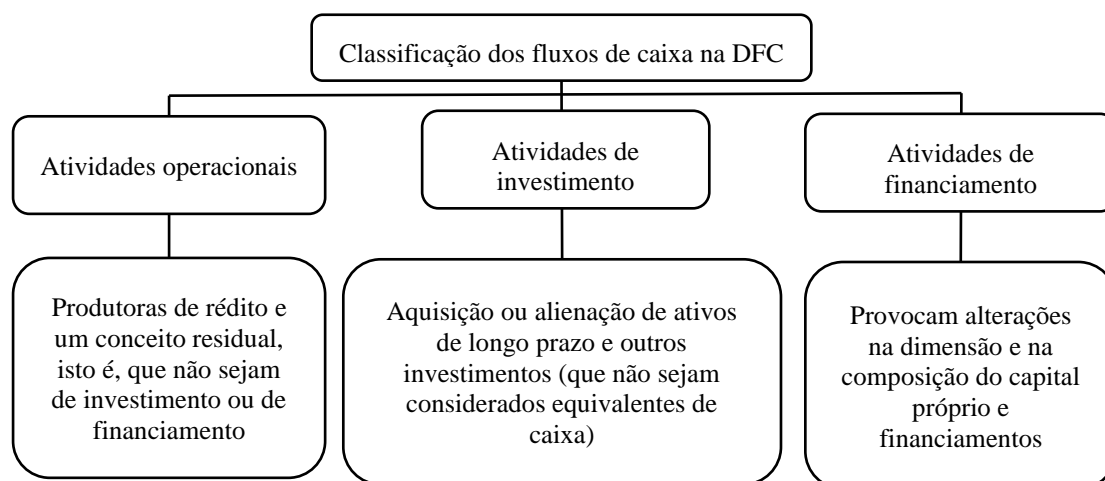 Classificação dos fluxos de caixa na DFC
Atividades operacionais
Atividades de
investimento
Atividades de
financiamento
Produtoras de rédito e
um conceito residual,
isto é, que não sejam
de investimento ou de
financiamento
Aquisição ou alienação de ativos
de longo prazo e outros
investimentos (que não sejam
considerados equivalentes de
caixa)
Provocam alterações
na dimensão e na
composição do capital
próprio e
financiamentos